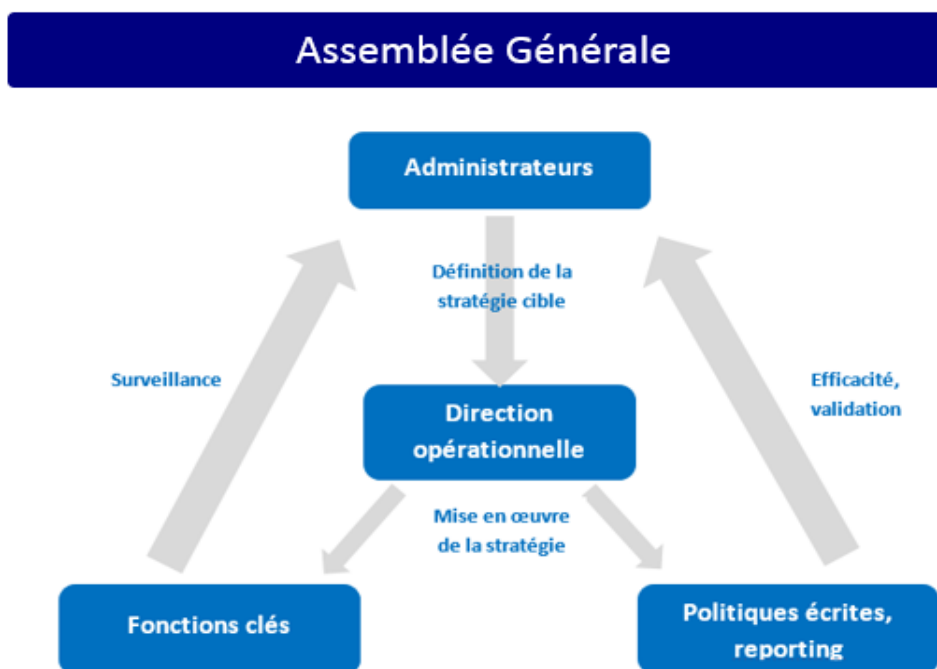 Assemblée Générale
Administrateurs
Définition de la
stratégie cible
Surveillance
Efficacité,
validation
Direction
opérationnelle
Mise en œuvre
de la stratégie
Fonctions clés
Politiques écrites,
reporting